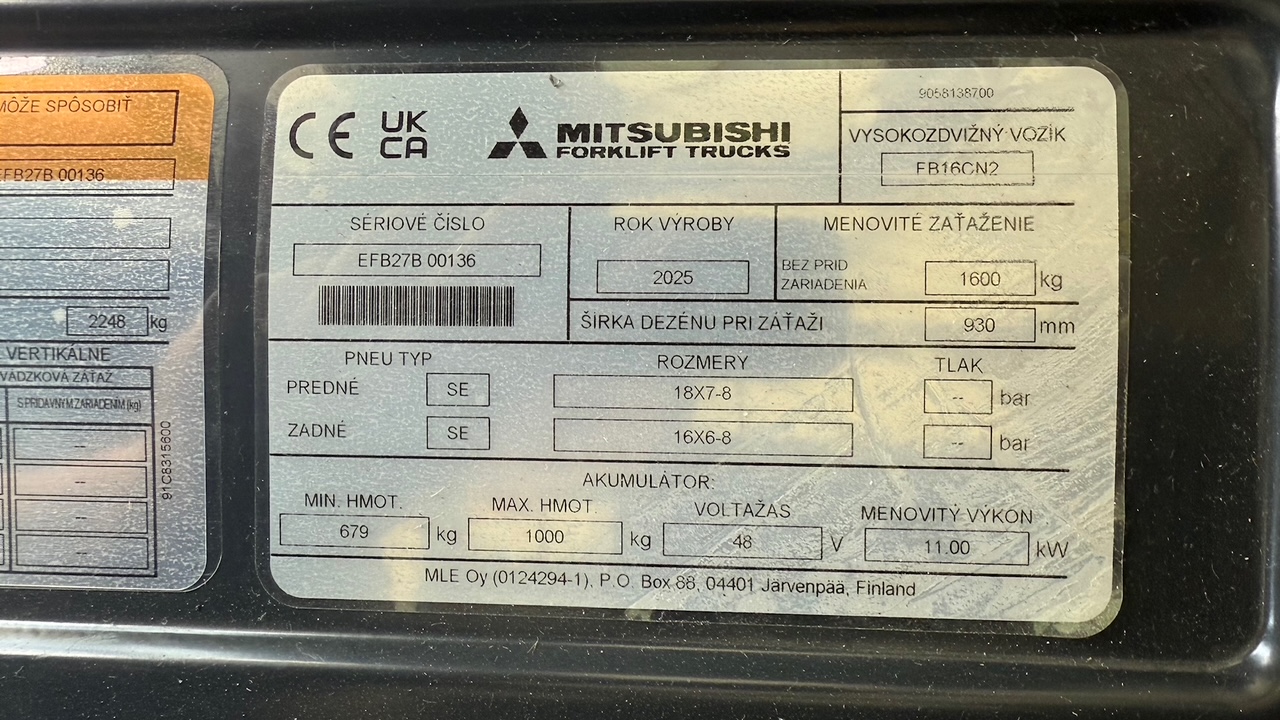 MÔŽE SPÔSOBIŤ
EFB27B 00136
2248 kg
VERTIKÁLNE
S PRIDAVNÝM ZARIADENÍM (kg)
--
--
--
--
91C8315600
CE UK CA
MITSUBISHI
FORKLIFT TRUCKS
9058138700
VYSOKOZDVIŽNÝ VOZÍK
FB16CN2
SÉRIOVÉ ČÍSLO
EFB27B 00136
ROK VÝROBY
2025
MENOVITÉ ZAŤAŽENIE
BEZ PRID
ZARIADENIA
1600 kg
ŠÍRKA DEZÉNU PRI ZÁŤAŽI 930 mm
PNEU TYP ROZMERY TLAK
PREDNÉ SE 18X7-8 -- bar
ZADNÉ SE 16X6-8 -- bar
AKUMULÁTOR:
MIN. HMOT. MAX. HMOT. VOLTAŽAS MENOVITÝ VÝKON
679 kg 1000 kg 48 V 11.00 kW
MLE Oy (0124294-1), P.O. Box 88, 04401 Järvenpää, Finland